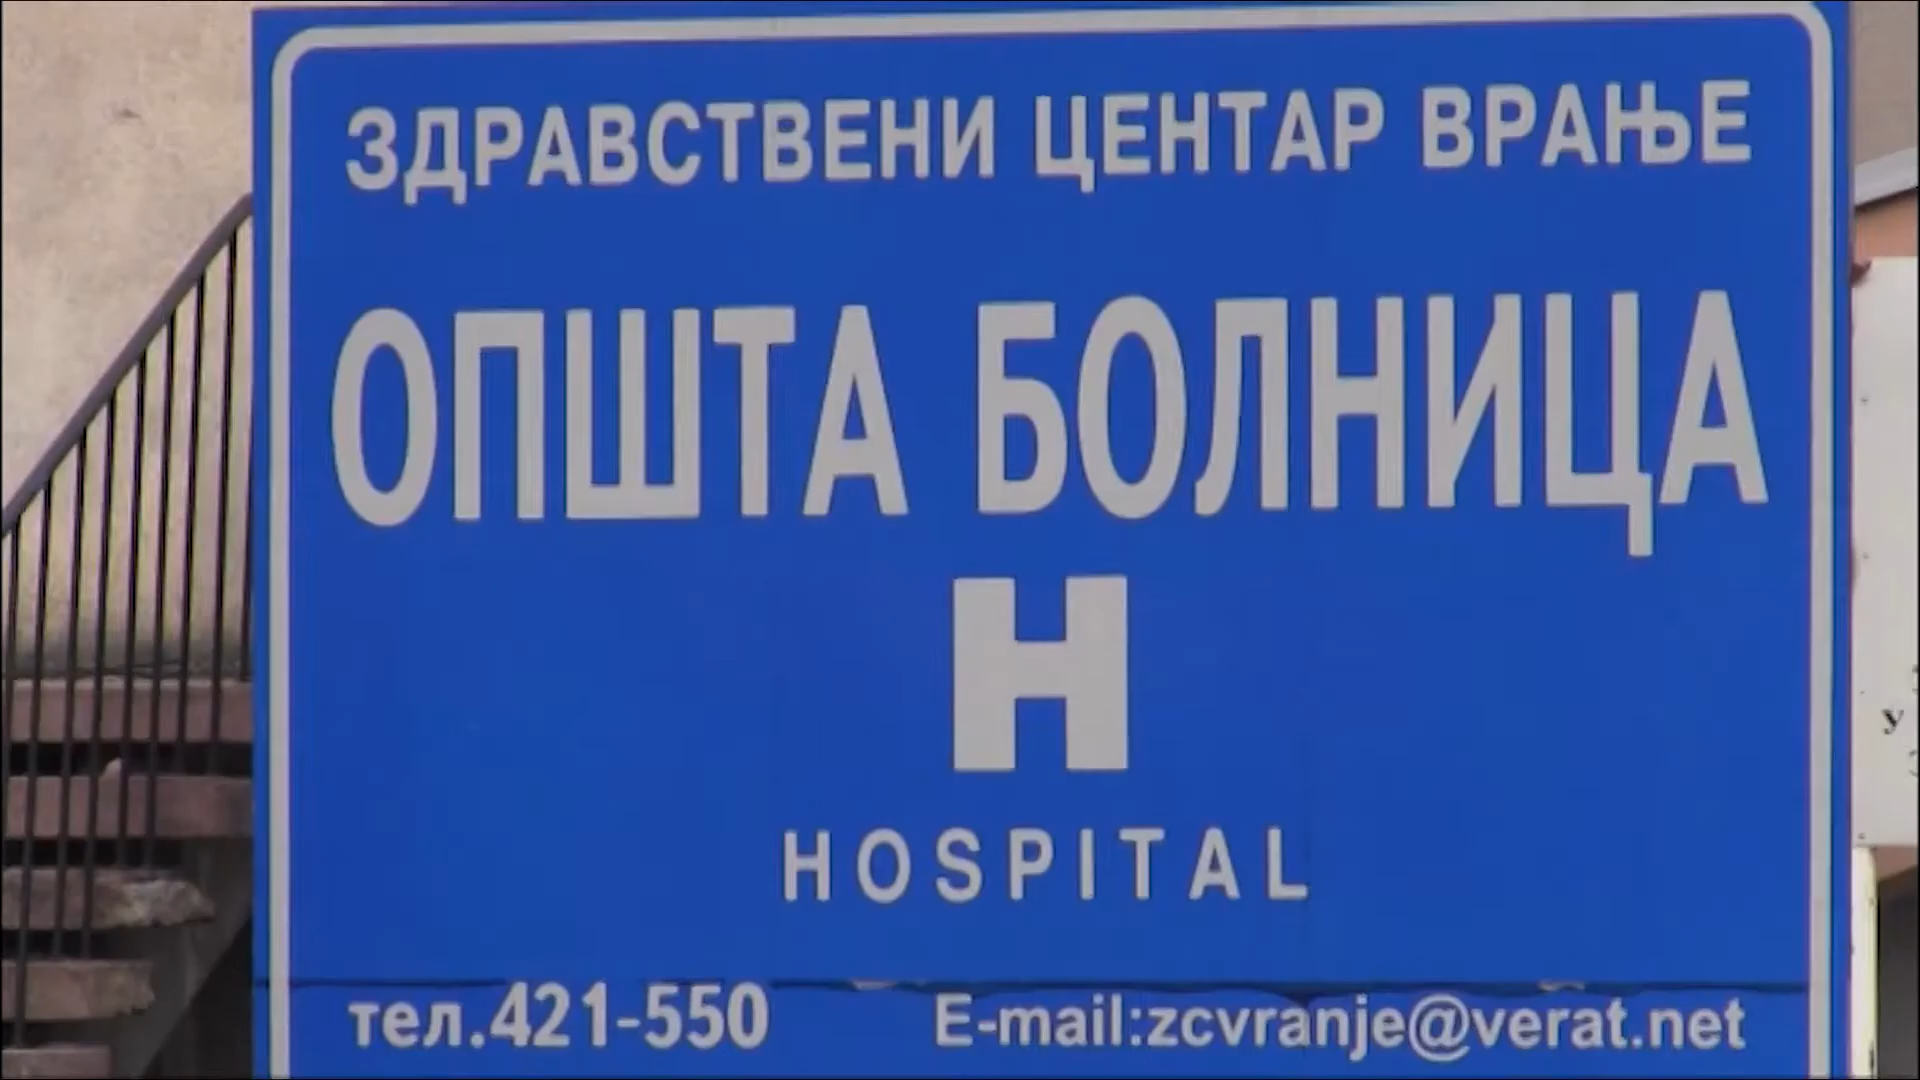 ЗДРАВСТВЕНИ ЦЕНТАР ВРАЊЕ
ОПШТА БОЛНИЦА
H
HOSPITAL
тел.421-550 E-mail:zcvranje@verat.net